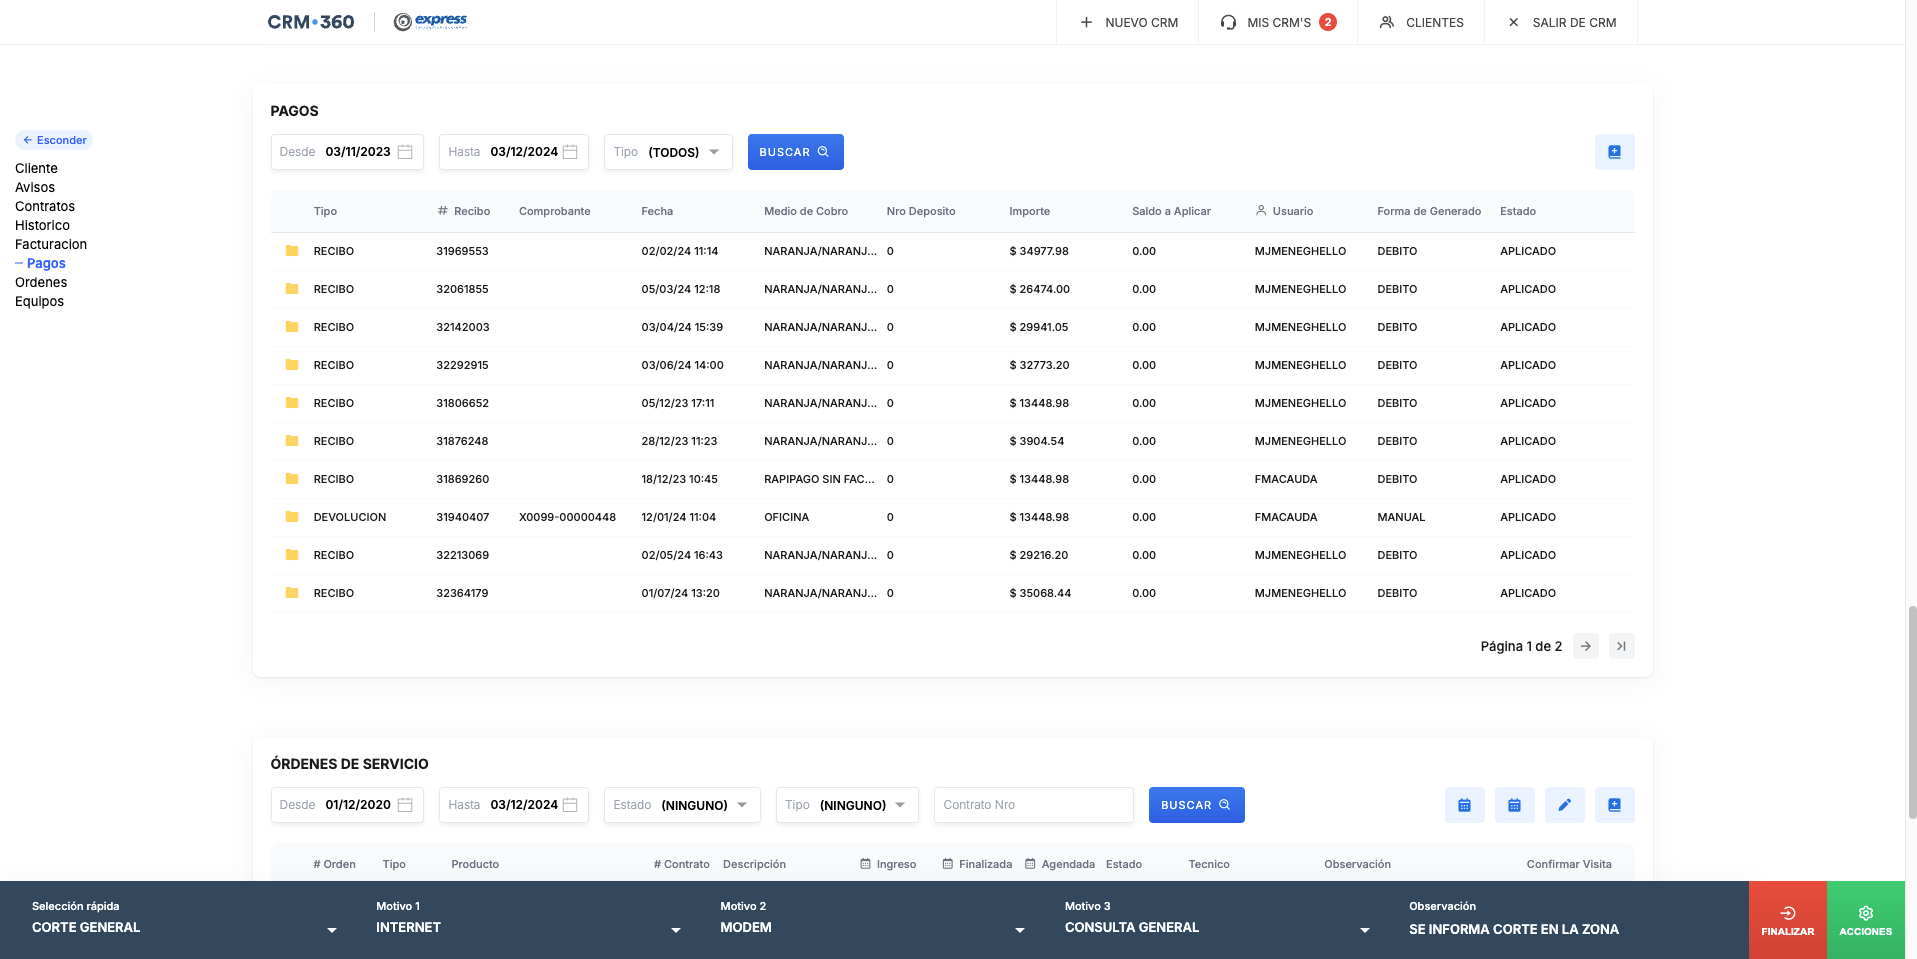 CRM•360 express
NUEVO CRM
MIS CRM'S 2
CLIENTES
SALIR DE CRM
Esconder
Cliente
Avisos
Contratos
Historico
Facturacion
Pagos
Ordenes
Equipos
PAGOS
Desde 03/11/2023 Hasta 03/12/2024 Tipo (TODOS) BUSCAR
Tipo # Recibo Comprobante Fecha Medio de Cobro Nro Deposito Importe Saldo a Aplicar Usuario Forma de Generado Estado
RECIBO 31969553 02/02/24 11:14 NARANJA/NARANJ... 0 $ 34977.98 0.00 MJMENEGHELLO DEBITO APLICADO
RECIBO 32061855 05/03/24 12:18 NARANJA/NARANJ... 0 $ 26474.00 0.00 MJMENEGHELLO DEBITO APLICADO
RECIBO 32142003 03/04/24 15:39 NARANJA/NARANJ... 0 $ 29941.05 0.00 MJMENEGHELLO DEBITO APLICADO
RECIBO 32292915 03/06/24 14:00 NARANJA/NARANJ... 0 $ 32773.20 0.00 MJMENEGHELLO DEBITO APLICADO
RECIBO 31806652 05/12/23 17:11 NARANJA/NARANJ... 0 $ 13448.98 0.00 MJMENEGHELLO DEBITO APLICADO
RECIBO 31876248 28/12/23 11:23 NARANJA/NARANJ... 0 $ 3904.54 0.00 MJMENEGHELLO DEBITO APLICADO
RECIBO 31869260 18/12/23 10:45 RAPIPAGO SIN FAC... 0 $ 13448.98 0.00 FMACAUDA DEBITO APLICADO
DEVOLUCION 31940407 X0099-00000448 12/01/24 11:04 OFICINA 0 $ 13448.98 0.00 FMACAUDA MANUAL APLICADO
RECIBO 32213069 02/05/24 16:43 NARANJA/NARANJ... 0 $ 29216.20 0.00 MJMENEGHELLO DEBITO APLICADO
RECIBO 32364179 01/07/24 13:20 NARANJA/NARANJ... 0 $ 35068.44 0.00 MJMENEGHELLO DEBITO APLICADO
Página 1 de 2
ÓRDENES DE SERVICIO
Desde 01/12/2020 Hasta 03/12/2024 Estado (NINGUNO) Tipo (NINGUNO) Contrato Nro BUSCAR
# Orden Tipo Producto # Contrato Descripción Ingreso Finalizada Agendada Estado Tecnico Observación Confirmar Visita
Selección rápida
CORTE GENERAL
Motivo 1
INTERNET
Motivo 2
MODEM
Motivo 3
CONSULTA GENERAL
Observación
SE INFORMA CORTE EN LA ZONA
FINALIZAR
ACCIONES